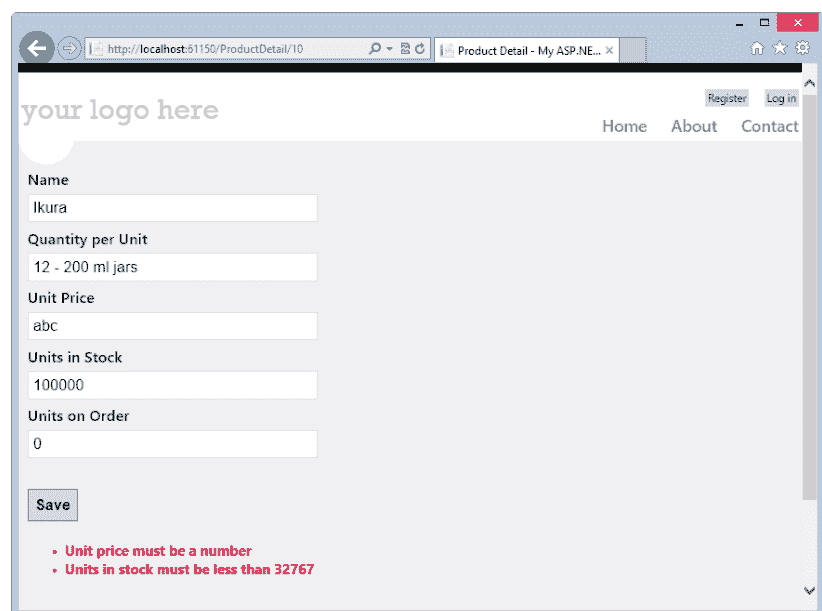 http://localhost:61150/ProductDetail/10
Product Detail - My ASP.NE...
Register Log in
your logo here
Home About Contact
Name
Ikura
Quantity per Unit
12 - 200 ml jars
Unit Price
abc
Units in Stock
100000
Units on Order
0
Save
• Unit price must be a number
• Units in stock must be less than 32767